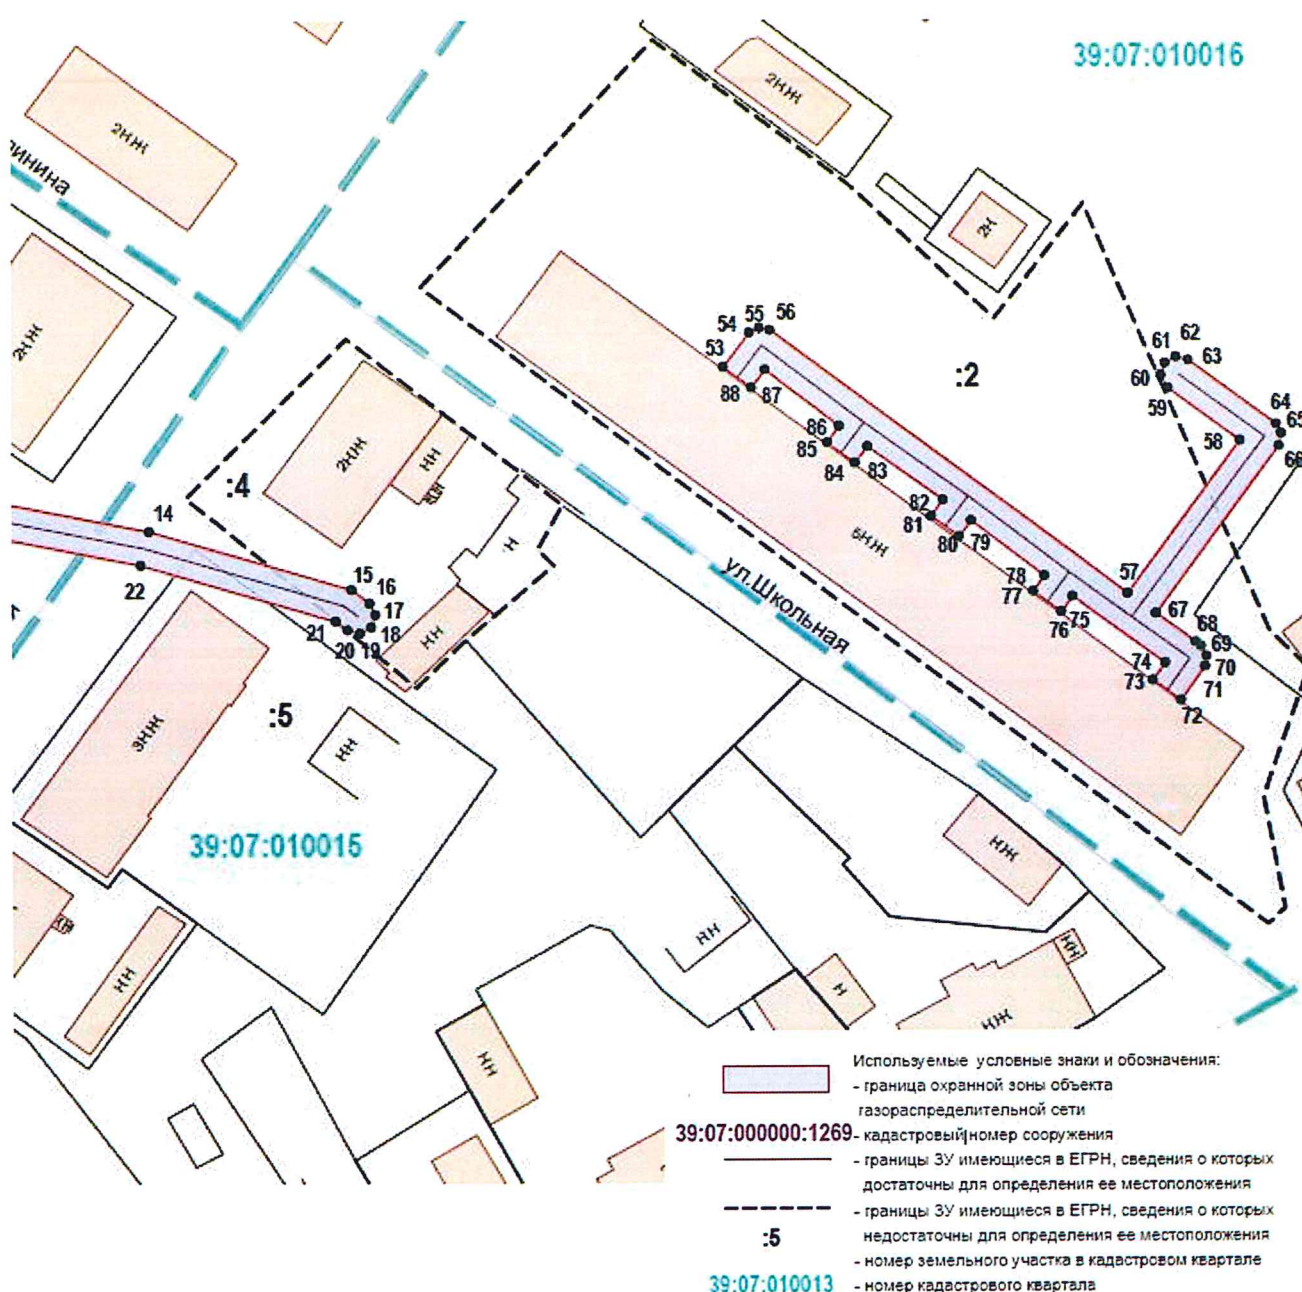 39:07:010016
2НЖ
2НЖ
линина
2НЖ
2Н
54
55
56
53
88
87
:2
61
62
63
60
59
64
65
58
66
86
85
84
83
82
81
80
79
78
77
76
75
57
67
68
69
70
71
74
73
72
2НЖ
НН
:4
Н
14
15
16
17
22
21
20
19
18
НН
5НЖ
ул.Школьная
:5
3НЖ
НН
39:07:010015
НЖ
НН
НН
НН
Н
НН
НЖ
НН
Используемые условные знаки и обозначения:
- граница охранной зоны объекта
газораспределительной сети
39:07:000000:1269 - кадастровый номер сооружения
- границы ЗУ имеющиеся в ЕГРН, сведения о которых
достаточны для определения ее местоположения
- границы ЗУ имеющиеся в ЕГРН, сведения о которых
:5 недостаточны для определения ее местоположения
- номер земельного участка в кадастровом квартале
39:07:010013 - номер кадастрового квартала